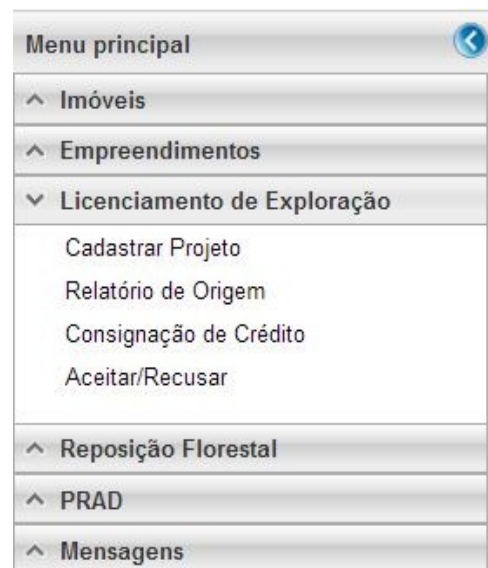 Menu principal
Imóveis
Empreendimentos
Licenciamento de Exploração
Cadastrar Projeto
Relatório de Origem
Consignação de Crédito
Aceitar/Recusar
Reposição Florestal
PRAD
Mensagens